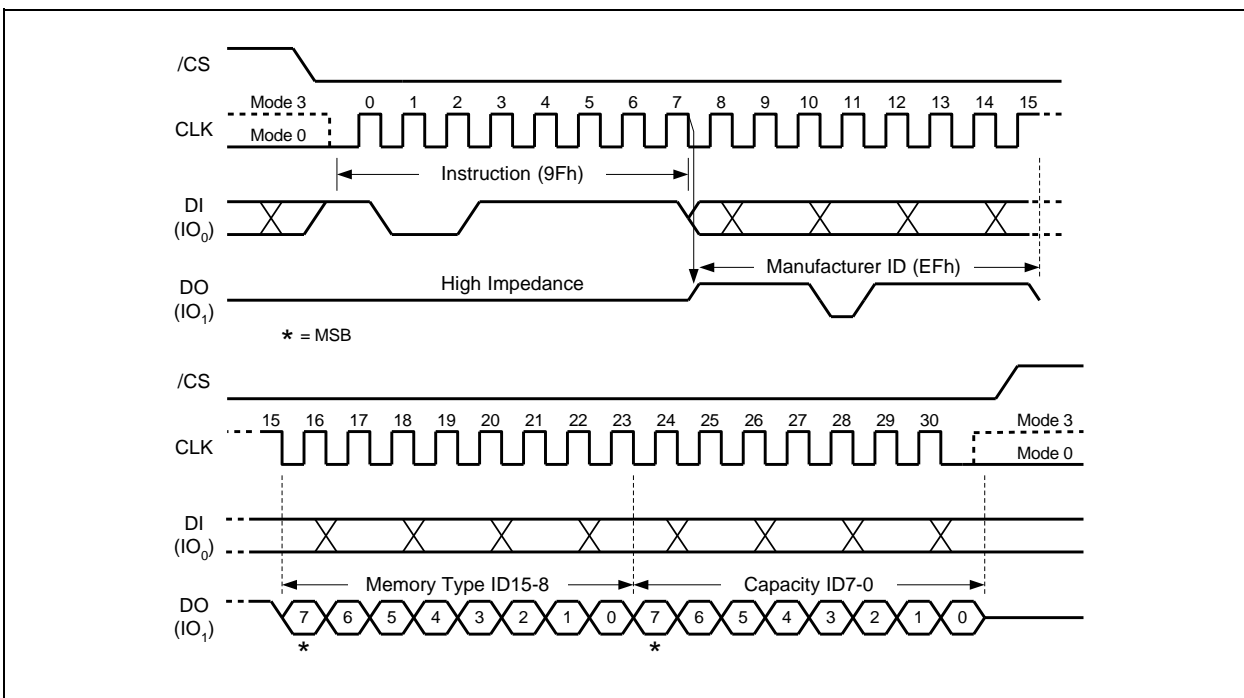 /CS
Mode 3 0 1 2 3 4 5 6 7 8 9 10 11 12 13 14 15
CLK Mode 0
Instruction (9Fh)
DI
(IO0)
Manufacturer ID (EFh)
DO High Impedance
(IO1)
* = MSB
/CS
15 16 17 18 19 20 21 22 23 24 25 26 27 28 29 30 Mode 3
CLK Mode 0
DI
(IO0)
Memory Type ID15-8 Capacity ID7-0
DO 7 6 5 4 3 2 1 0 7 6 5 4 3 2 1 0
(IO1)
* *